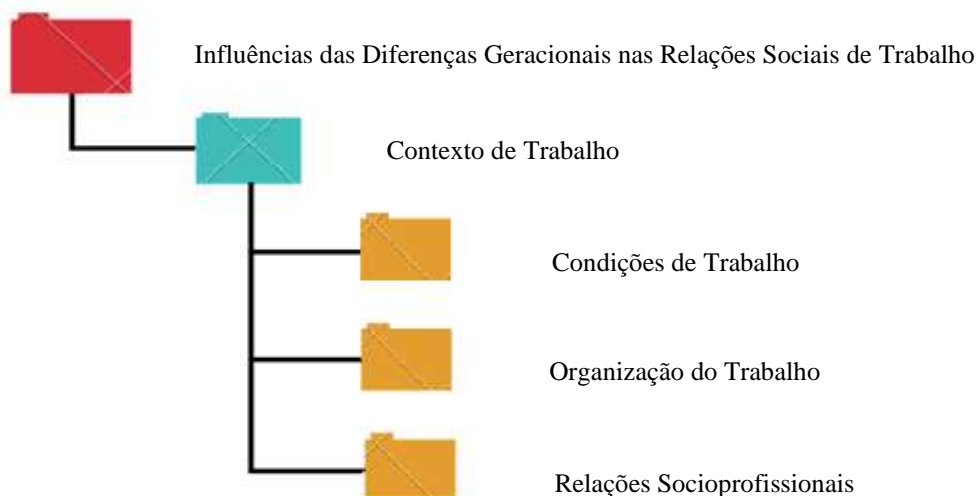 Influências das Diferenças Geracionais nas Relações Sociais de Trabalho
Contexto de Trabalho
Condições de Trabalho
Organização do Trabalho
Relações Socioprofissionais